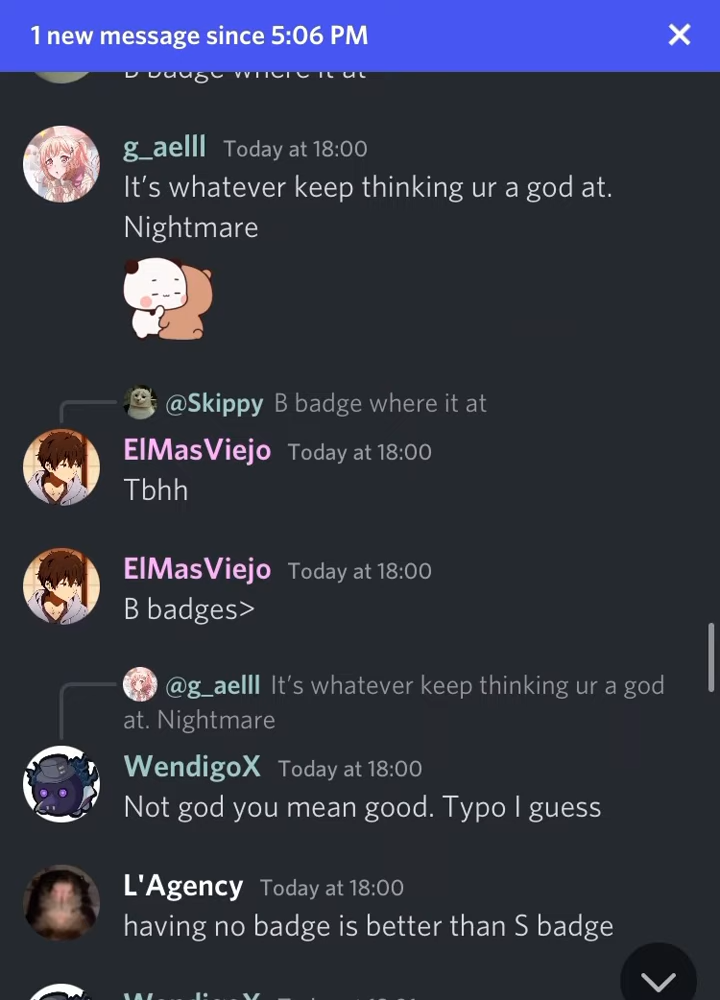 1 new message since 5:06 PM
B badge where it at
g_aelll Today at 18:00
It's whatever keep thinking ur a god at.
Nightmare
@Skippy B badge where it at
ElMasViejo Today at 18:00
Tbhh
ElMasViejo Today at 18:00
B badges>
@g_aelll It's whatever keep thinking ur a god
at. Nightmare
WendigoX Today at 18:00
Not god you mean good. Typo I guess
L'Agency Today at 18:00
having no badge is better than S badge
WendigoX